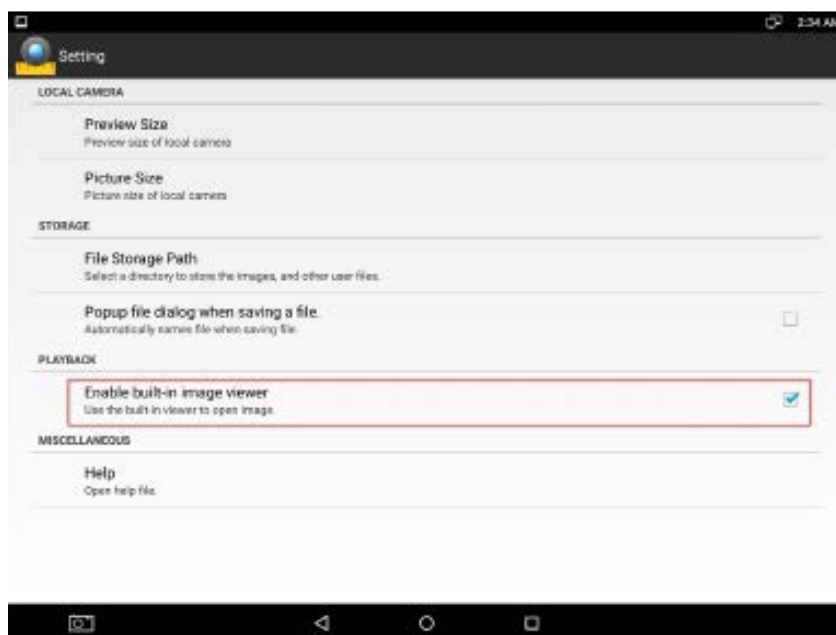 2:34 AM
Setting
LOCAL CAMERA
Preview Size
Preview size of local camera
Picture Size
Picture size of local camera
STORAGE
File Storage Path
Select a directory to store the images, and other user files.
Popup file dialog when saving a file.
Automatically names file when saving file.
PLAYBACK
Enable built-in image viewer
Use the built-in viewer to open image.
MISCELLANEOUS
Help
Open help file.